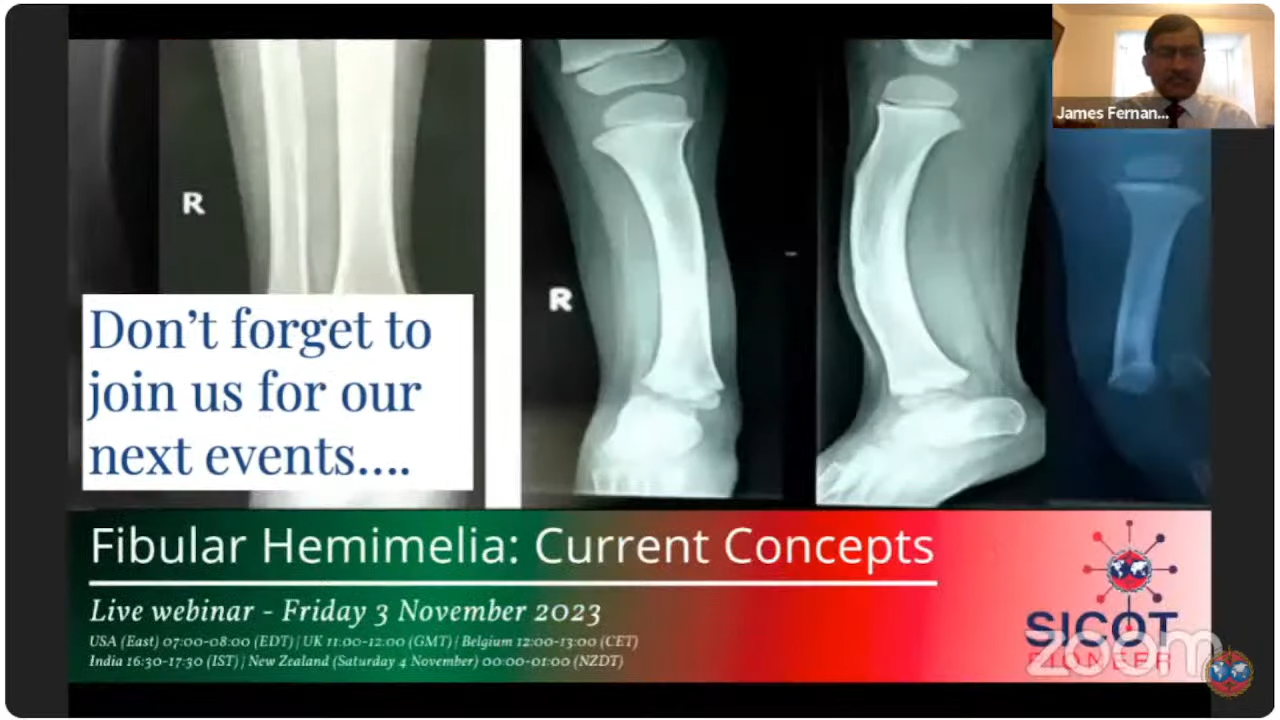 James Fernan...
R
R
Don't forget to
join us for our
next events....
Fibular Hemimelia: Current Concepts
Live webinar - Friday 3 November 2023
USA (East) 07:00-08:00 (EDT) | UK 11:00-12:00 (GMT) | Belgium 12:00-13:00 (CET)
India 16:30-17:30 (IST) | New Zealand (Saturday 4 November) 00:00-01:00 (NZDT)
SICOT
PIONEER
zoom